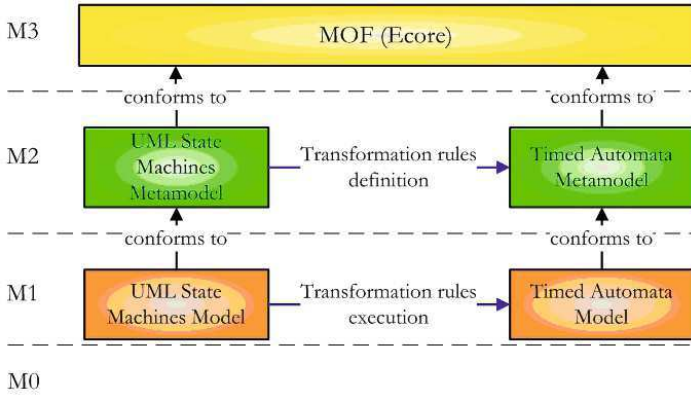 M3
MOF (Ecore)
conforms to
conforms to
M2
UML State
Machines
Metamodel
Transformation rules
definition
Timed Automata
Metamodel
conforms to
conforms to
M1
UML State
Machines Model
Transformation rules
execution
Timed Automata
Model
M0